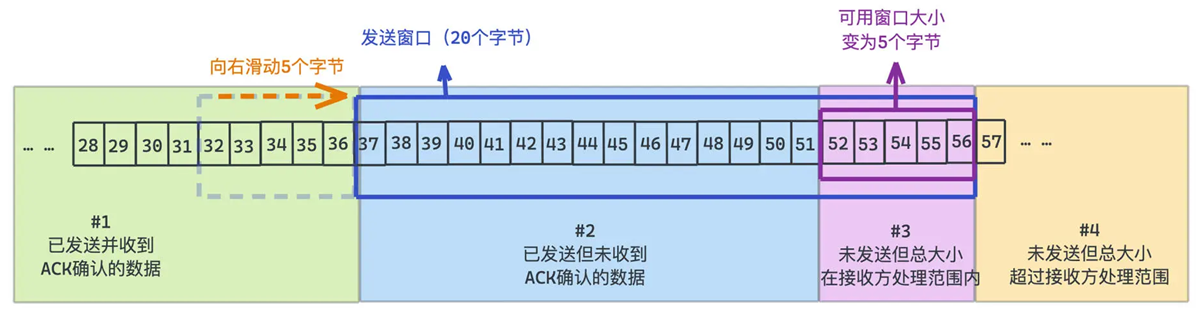 可用窗口大小
变为5个字节
发送窗口（20个字节）
向右滑动5个字节
… … 28 29 30 31 32 33 34 35 36 37 38 39 40 41 42 43 44 45 46 47 48 49 50 51 52 53 54 55 56 57 … …
#1
已发送并收到
ACK确认的数据
#2
已发送但未收到
ACK确认的数据
#3
未发送但总大小
在接收方处理范围内
#4
未发送但总大小
超过接收方处理范围